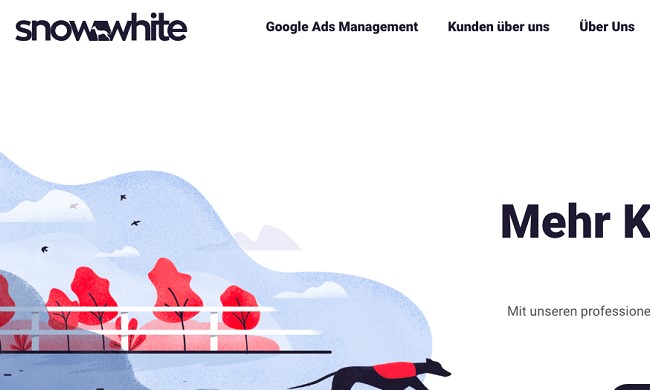 snowwhite
Google Ads Management Kunden über uns Über Uns
Mehr K
Mit unseren professione